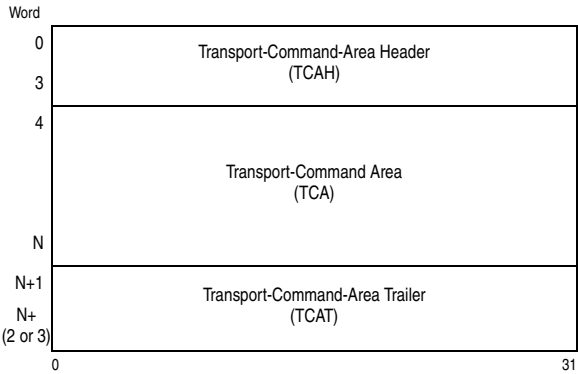 Word
0
Transport-Command-Area Header
(TCAH)
3
4
Transport-Command Area
(TCA)
N
N+1
Transport-Command-Area Trailer
(TCAT)
N+
(2 or 3)
0 31